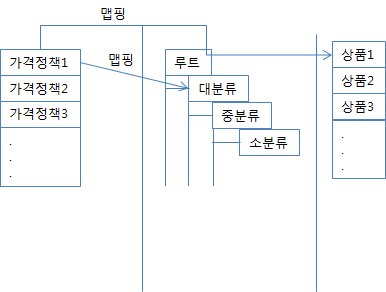 맵핑
가격정책1
가격정책2
가격정책3
.
.
.
맵핑
루트
대분류
중분류
소분류
상품1
상품2
상품3
.
.
.